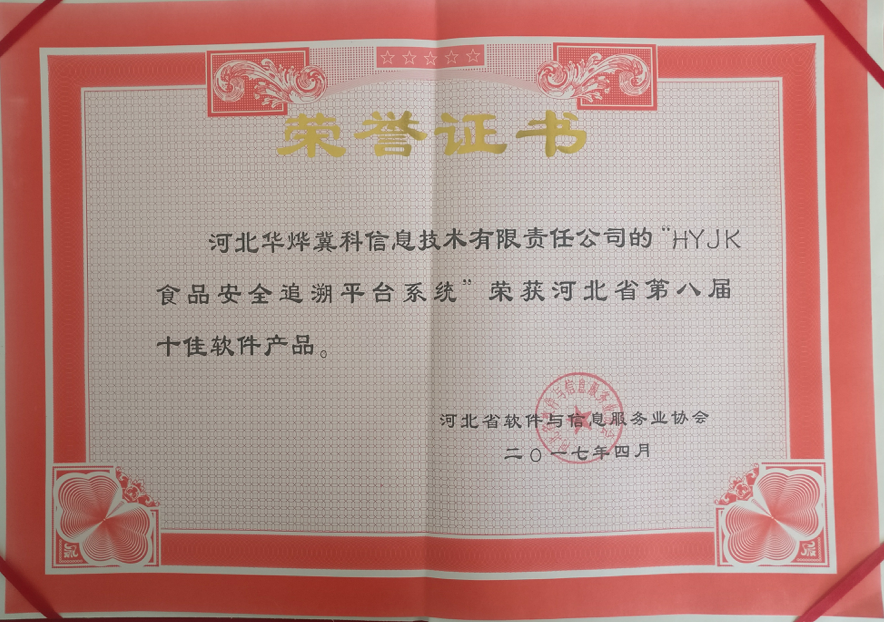 荣誉证书
河北华烨冀科信息技术有限责任公司的“HYJK
食品安全追溯平台系统”荣获河北省第八届
十佳软件产品。
河北省软件与信息服务业协会
二〇一七年四月